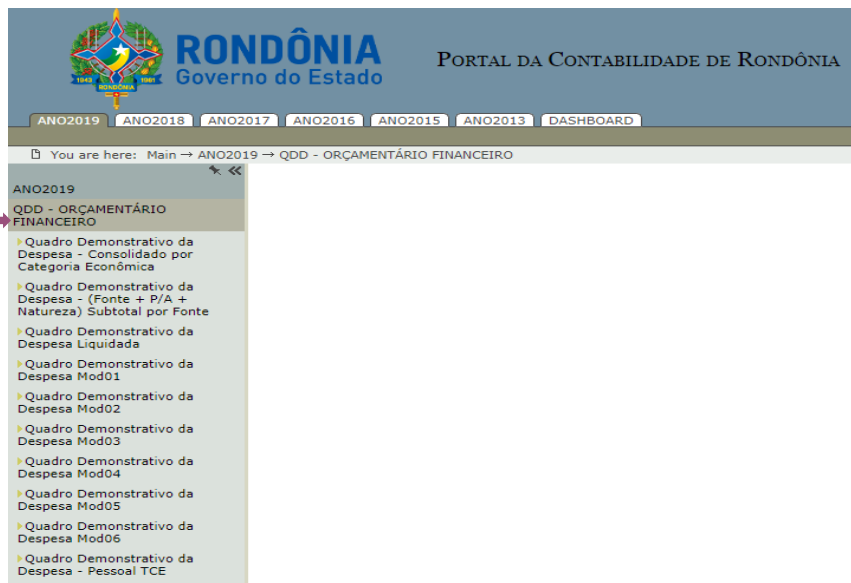 RONDÔNIA
Governo do Estado
PORTAL DA CONTABILIDADE DE RONDÔNIA
1943 1981
RONDÔNIA
ANO2019 ANO2018 ANO2017 ANO2016 ANO2015 ANO2013 DASHBOARD
You are here: Main → ANO2019 → QDD - ORÇAMENTÁRIO FINANCEIRO
ANO2019
QDD - ORÇAMENTÁRIO
FINANCEIRO
Quadro Demonstrativo da
Despesa - Consolidado por
Categoria Econômica
Quadro Demonstrativo da
Despesa - (Fonte + P/A +
Natureza) Subtotal por Fonte
Quadro Demonstrativo da
Despesa Liquidada
Quadro Demonstrativo da
Despesa Mod01
Quadro Demonstrativo da
Despesa Mod02
Quadro Demonstrativo da
Despesa Mod03
Quadro Demonstrativo da
Despesa Mod04
Quadro Demonstrativo da
Despesa Mod05
Quadro Demonstrativo da
Despesa Mod06
Quadro Demonstrativo da
Despesa - Pessoal TCE